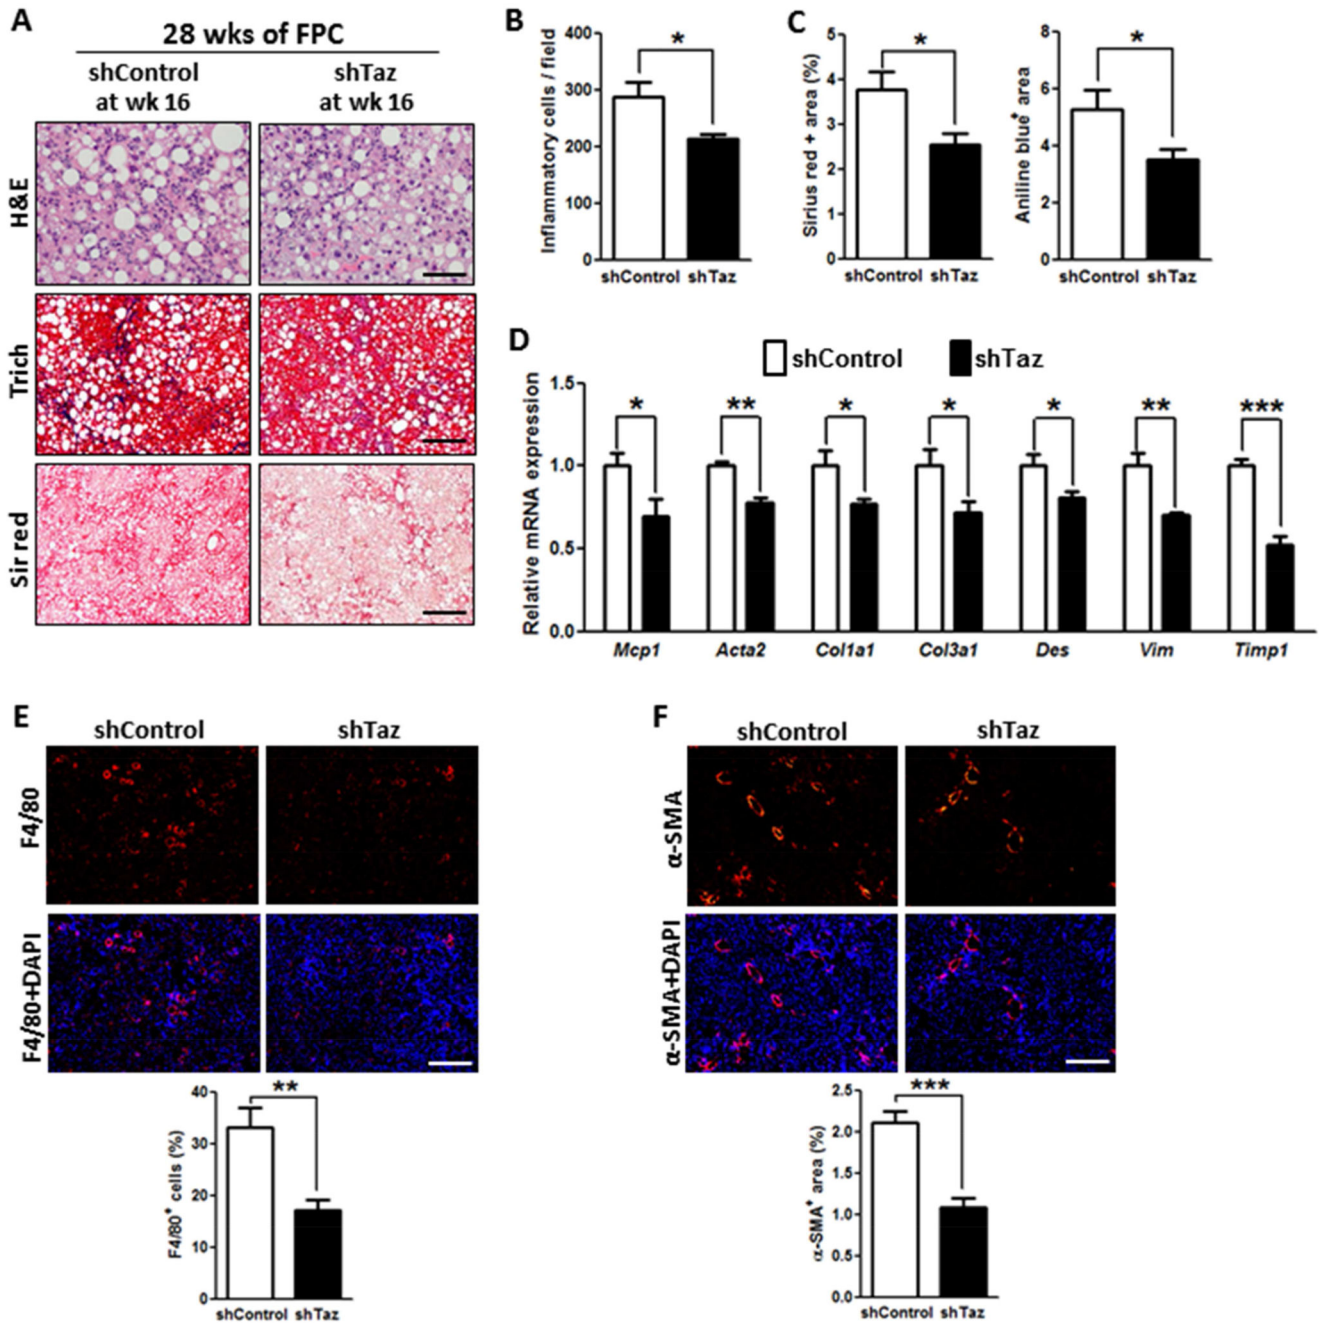 A
28 wks of FPC
shControl
at wk 16
shTaz
at wk 16
H&E
Trich
Sir red
B
Inflammatory cells / field
400
300
200
100
0
*
shControl shTaz
C
Sirius red + area (%)
5
4
3
2
1
0
*
shControl shTaz
Aniline blue+ area
8
6
4
2
0
*
shControl shTaz
D
shControl
shTaz
Relative mRNA expression
1.5
1.0
0.5
0.0
* ** * * * ** ***
Mcp1 Acta2 Col1a1 Col3a1 Des Vim Timp1
E
shControl
shTaz
F4/80
F4/80+DAPI
F4/80+ cells (%)
40
30
20
10
0
**
shControl shTaz
F
shControl
shTaz
α-SMA
α-SMA+DAPI
α-SMA+ area (%)
2.5
2.0
1.5
1.0
0.5
0.0
***
shControl shTaz